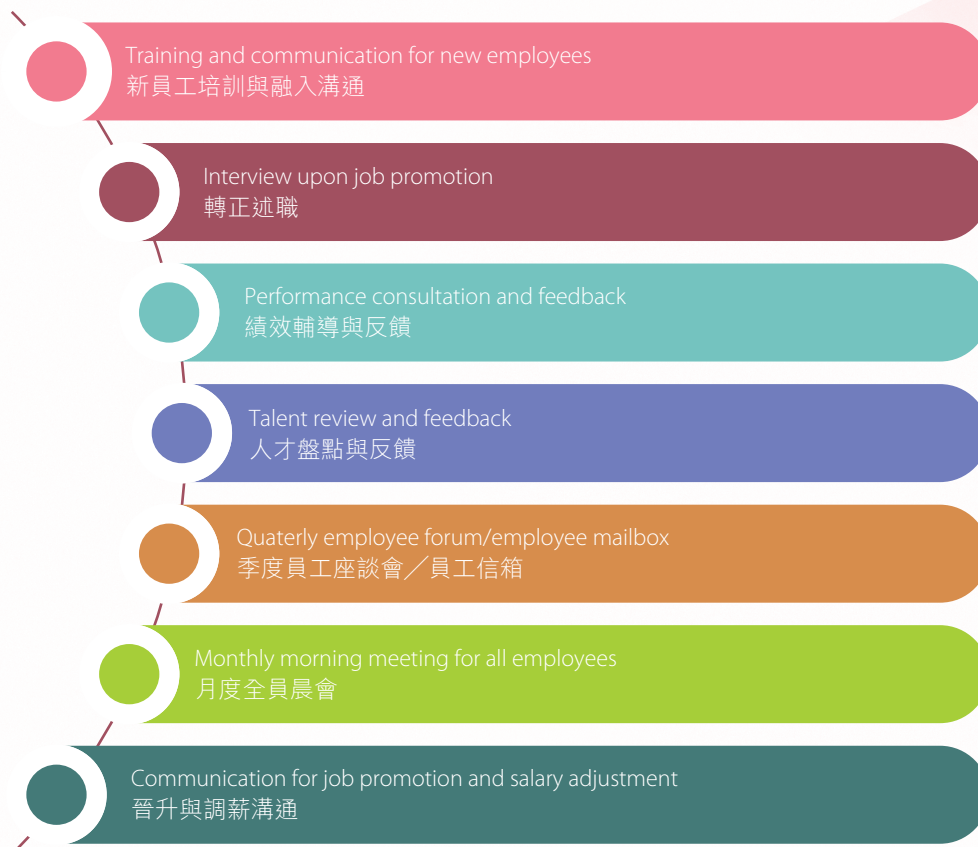 Training and communication for new employees
新員工培訓與融入溝通
Interview upon job promotion
轉正述職
Performance consultation and feedback
績效輔導與反饋
Talent review and feedback
人才盤點與反饋
Quaterly employee forum/employee mailbox
季度員工座談會／員工信箱
Monthly morning meeting for all employees
月度全員晨會
Communication for job promotion and salary adjustment
晉升與調薪溝通